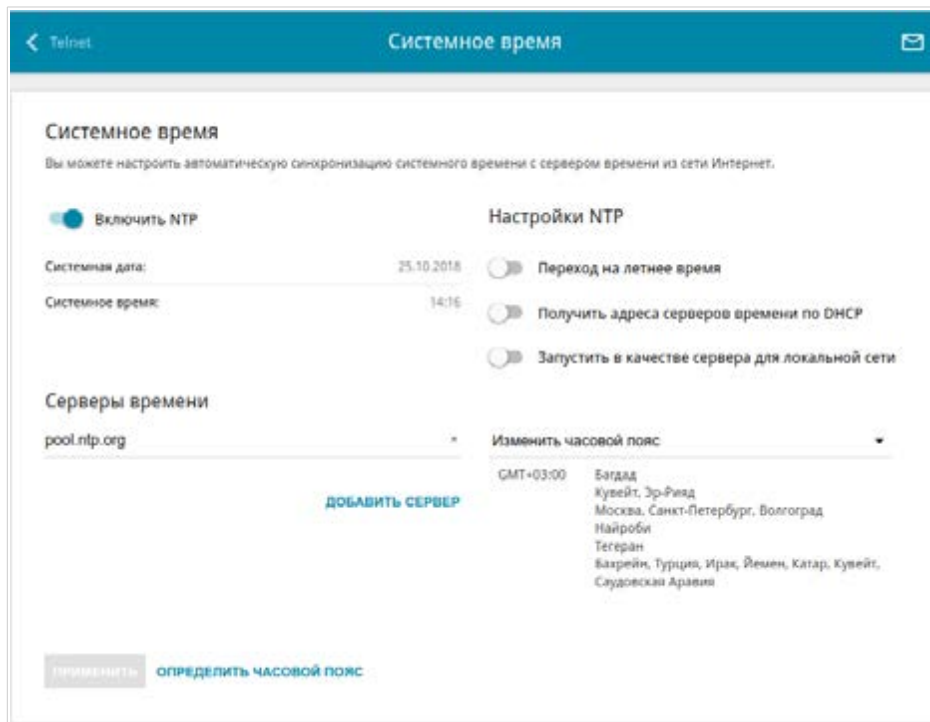 Telnet
Системное время
Системное время
Вы можете настроить автоматическую синхронизацию системного времени с сервером времени из сети Интернет.
Включить NTP
Системная дата: 25.10.2018
Системное время: 14:16
Настройки NTP
Переход на летнее время
Получить адреса серверов времени по DHCP
Запустить в качестве сервера для локальной сети
Серверы времени
pool.ntp.org
ДОБАВИТЬ СЕРВЕР
Изменить часовой пояс
GMT+03:00 Багдад
Кувейт, Эр-Рияд
Москва, Санкт-Петербург, Волгоград
Найроби
Тегеран
Бахрейн, Турция, Ирак, Йемен, Катар, Кувейт,
Саудовская Аравия
ПРИМЕНИТЬ ОПРЕДЕЛИТЬ ЧАСОВОЙ ПОЯС